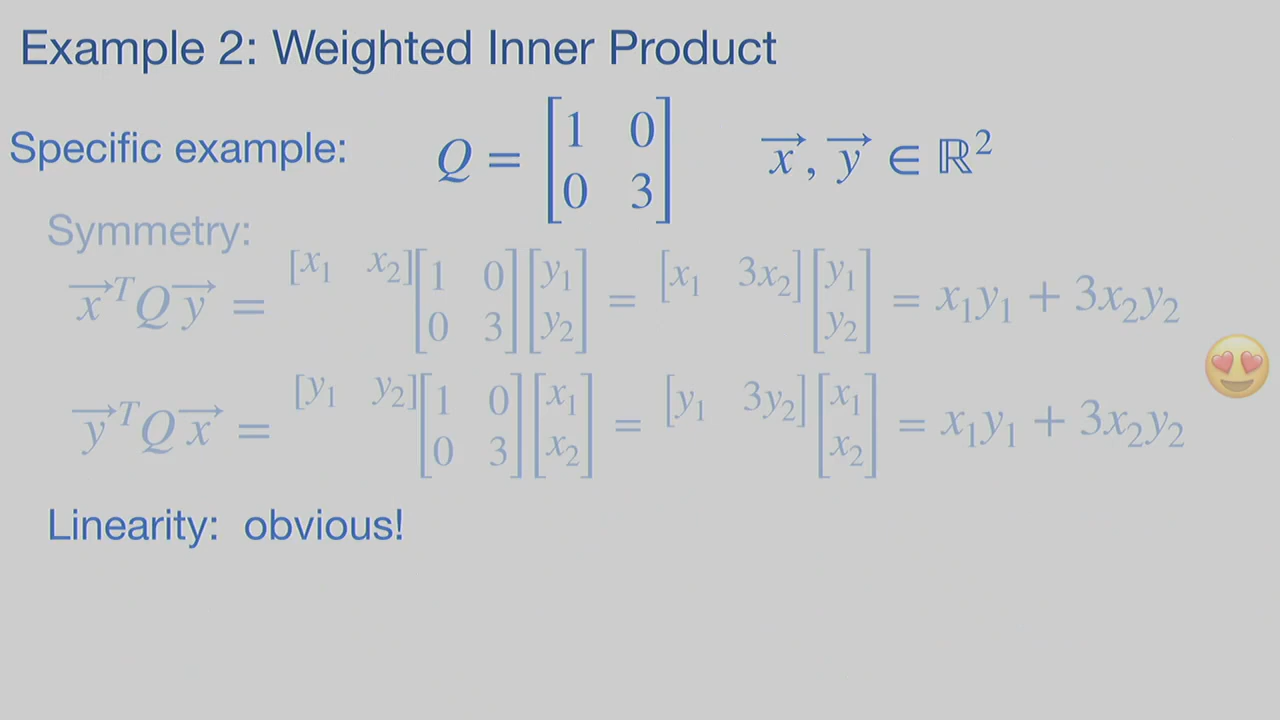 Example 2: Weighted Inner Product
Specific example: Q = [1 0; 0 3] x⃗, y⃗ ∈ ℝ²
Symmetry:
x⃗ᵀQy⃗ = [x₁ x₂][1 0; 0 3][y₁; y₂] = [x₁ 3x₂][y₁; y₂] = x₁y₁ + 3x₂y₂
y⃗ᵀQx⃗ = [y₁ y₂][1 0; 0 3][x₁; x₂] = [y₁ 3y₂][x₁; x₂] = x₁y₁ + 3x₂y₂
Linearity: obvious!